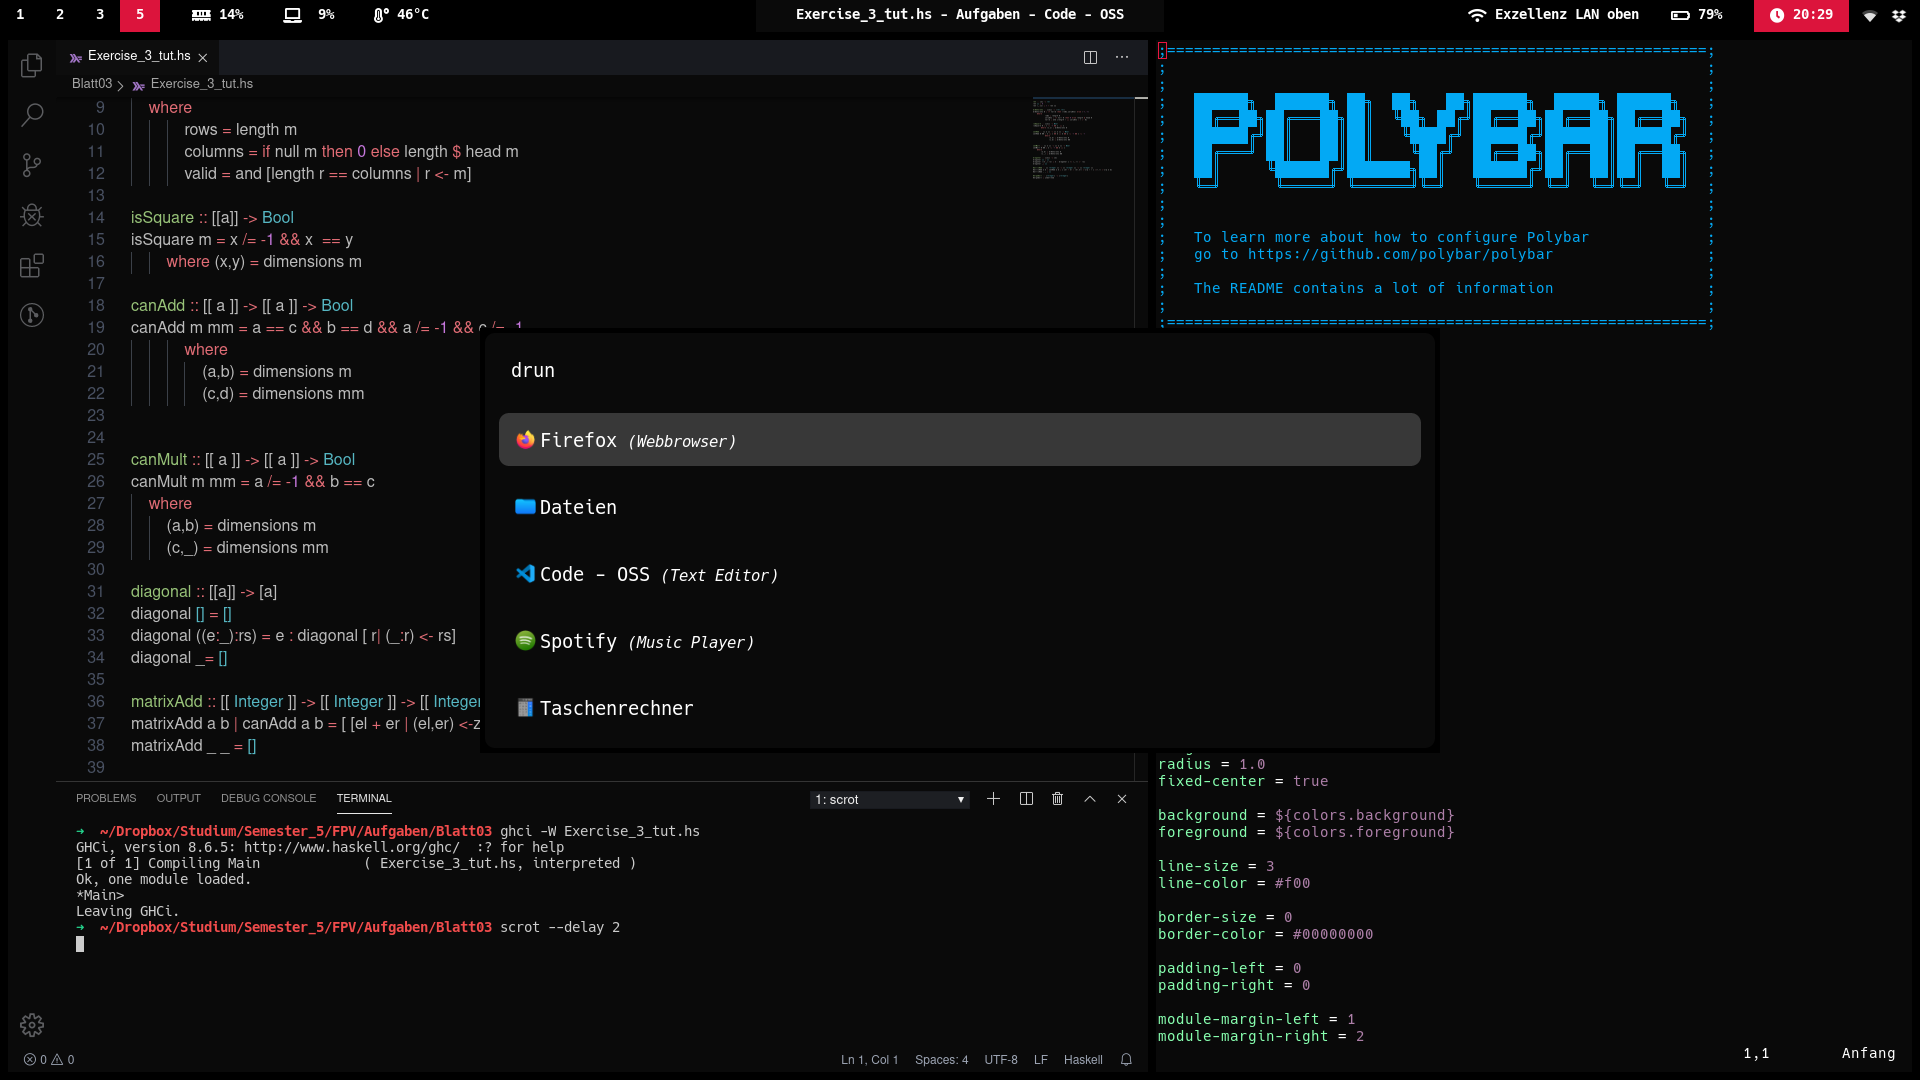 1 2 3 5 14% 9% 46°C Exercise_3_tut.hs - Aufgaben - Code - OSS Exzellenz LAN oben 79% 20:29
Exercise_3_tut.hs
Blatt03 Exercise_3_tut.hs
9 where
10 rows = length m
11 columns = if null m then 0 else length $ head m
12 valid = and [length r == columns | r <- m]
13
14 isSquare :: [[a]] -> Bool
15 isSquare m = x /= -1 && x  == y
16 where (x,y) = dimensions m
17
18 canAdd :: [[ a ]] -> [[ a ]] -> Bool
19 canAdd m mm = a == c && b == d && a /= -1 && c /= -1
20 where
21 (a,b) = dimensions m
22 (c,d) = dimensions mm
23
24
25 canMult :: [[ a ]] -> [[ a ]] -> Bool
26 canMult m mm = a /= -1 && b == c
27 where
28 (a,b) = dimensions m
29 (c,_) = dimensions mm
30
31 diagonal :: [[a]] -> [a]
32 diagonal [] = []
33 diagonal ((e:_):rs) = e : diagonal [ r| (_:r) <- rs]
34 diagonal _= []
35
36 matrixAdd :: [[ Integer ]] -> [[ Integer ]] -> [[ Integer
37 matrixAdd a b | canAdd a b = [ [el + er | (el,er) <-z
38 matrixAdd _ _ = []
39
PROBLEMS OUTPUT DEBUG CONSOLE TERMINAL 1: scrot
➜ ~/Dropbox/Studium/Semester_5/FPV/Aufgaben/Blatt03 ghci -W Exercise_3_tut.hs
GHCi, version 8.6.5: http://www.haskell.org/ghc/  :? for help
[1 of 1] Compiling Main ( Exercise_3_tut.hs, interpreted )
Ok, one module loaded.
*Main>
Leaving GHCi.
➜ ~/Dropbox/Studium/Semester_5/FPV/Aufgaben/Blatt03 scrot --delay 2
0 0 Ln 1, Col 1 Spaces: 4 UTF-8 LF Haskell
drun
Firefox (Webbrowser)
Dateien
Code - OSS (Text Editor)
Spotify (Music Player)
Taschenrechner
;============================================================;
POLYBAR
; To learn more about how to configure Polybar ;
; go to https://github.com/polybar/polybar ;
; The README contains a lot of information ;
;============================================================;
radius = 1.0
fixed-center = true
background = ${colors.background}
foreground = ${colors.foreground}
line-size = 3
line-color = #f00
border-size = 0
border-color = #00000000
padding-left = 0
padding-right = 0
module-margin-left = 1
module-margin-right = 2
1,1 Anfang